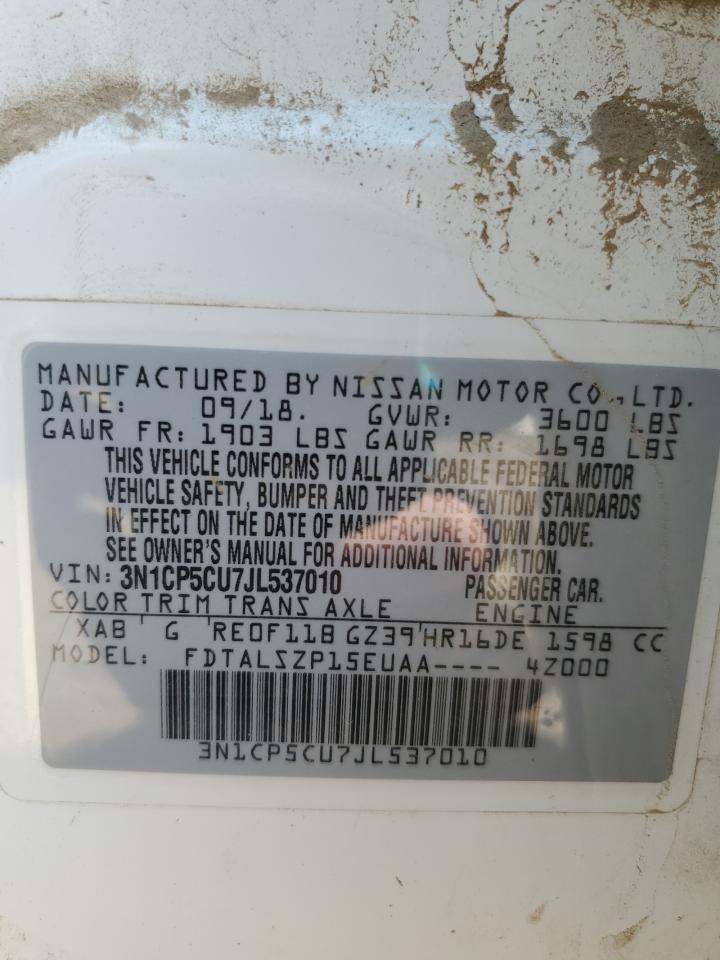 MANUFACTURED BY NISSAN MOTOR CO., LTD.
DATE: 09/18. GVWR: 3600 LBS
GAWR FR: 1903 LBS GAWR RR: 1698 LBS
THIS VEHICLE CONFORMS TO ALL APPLICABLE FEDERAL MOTOR
VEHICLE SAFETY, BUMPER AND THEFT PREVENTION STANDARDS
IN EFFECT ON THE DATE OF MANUFACTURE SHOWN ABOVE.
SEE OWNER'S MANUAL FOR ADDITIONAL INFORMATION.
VIN: 3N1CP5CU7JL537010 PASSENGER CAR.
COLOR TRIM TRANS AXLE ENGINE
XAB G RE0F11B GZ39 HR16DE 1598 CC
MODEL: FDTALSZP15EUAA---- 4Z000
3N1CP5CU7JL537010